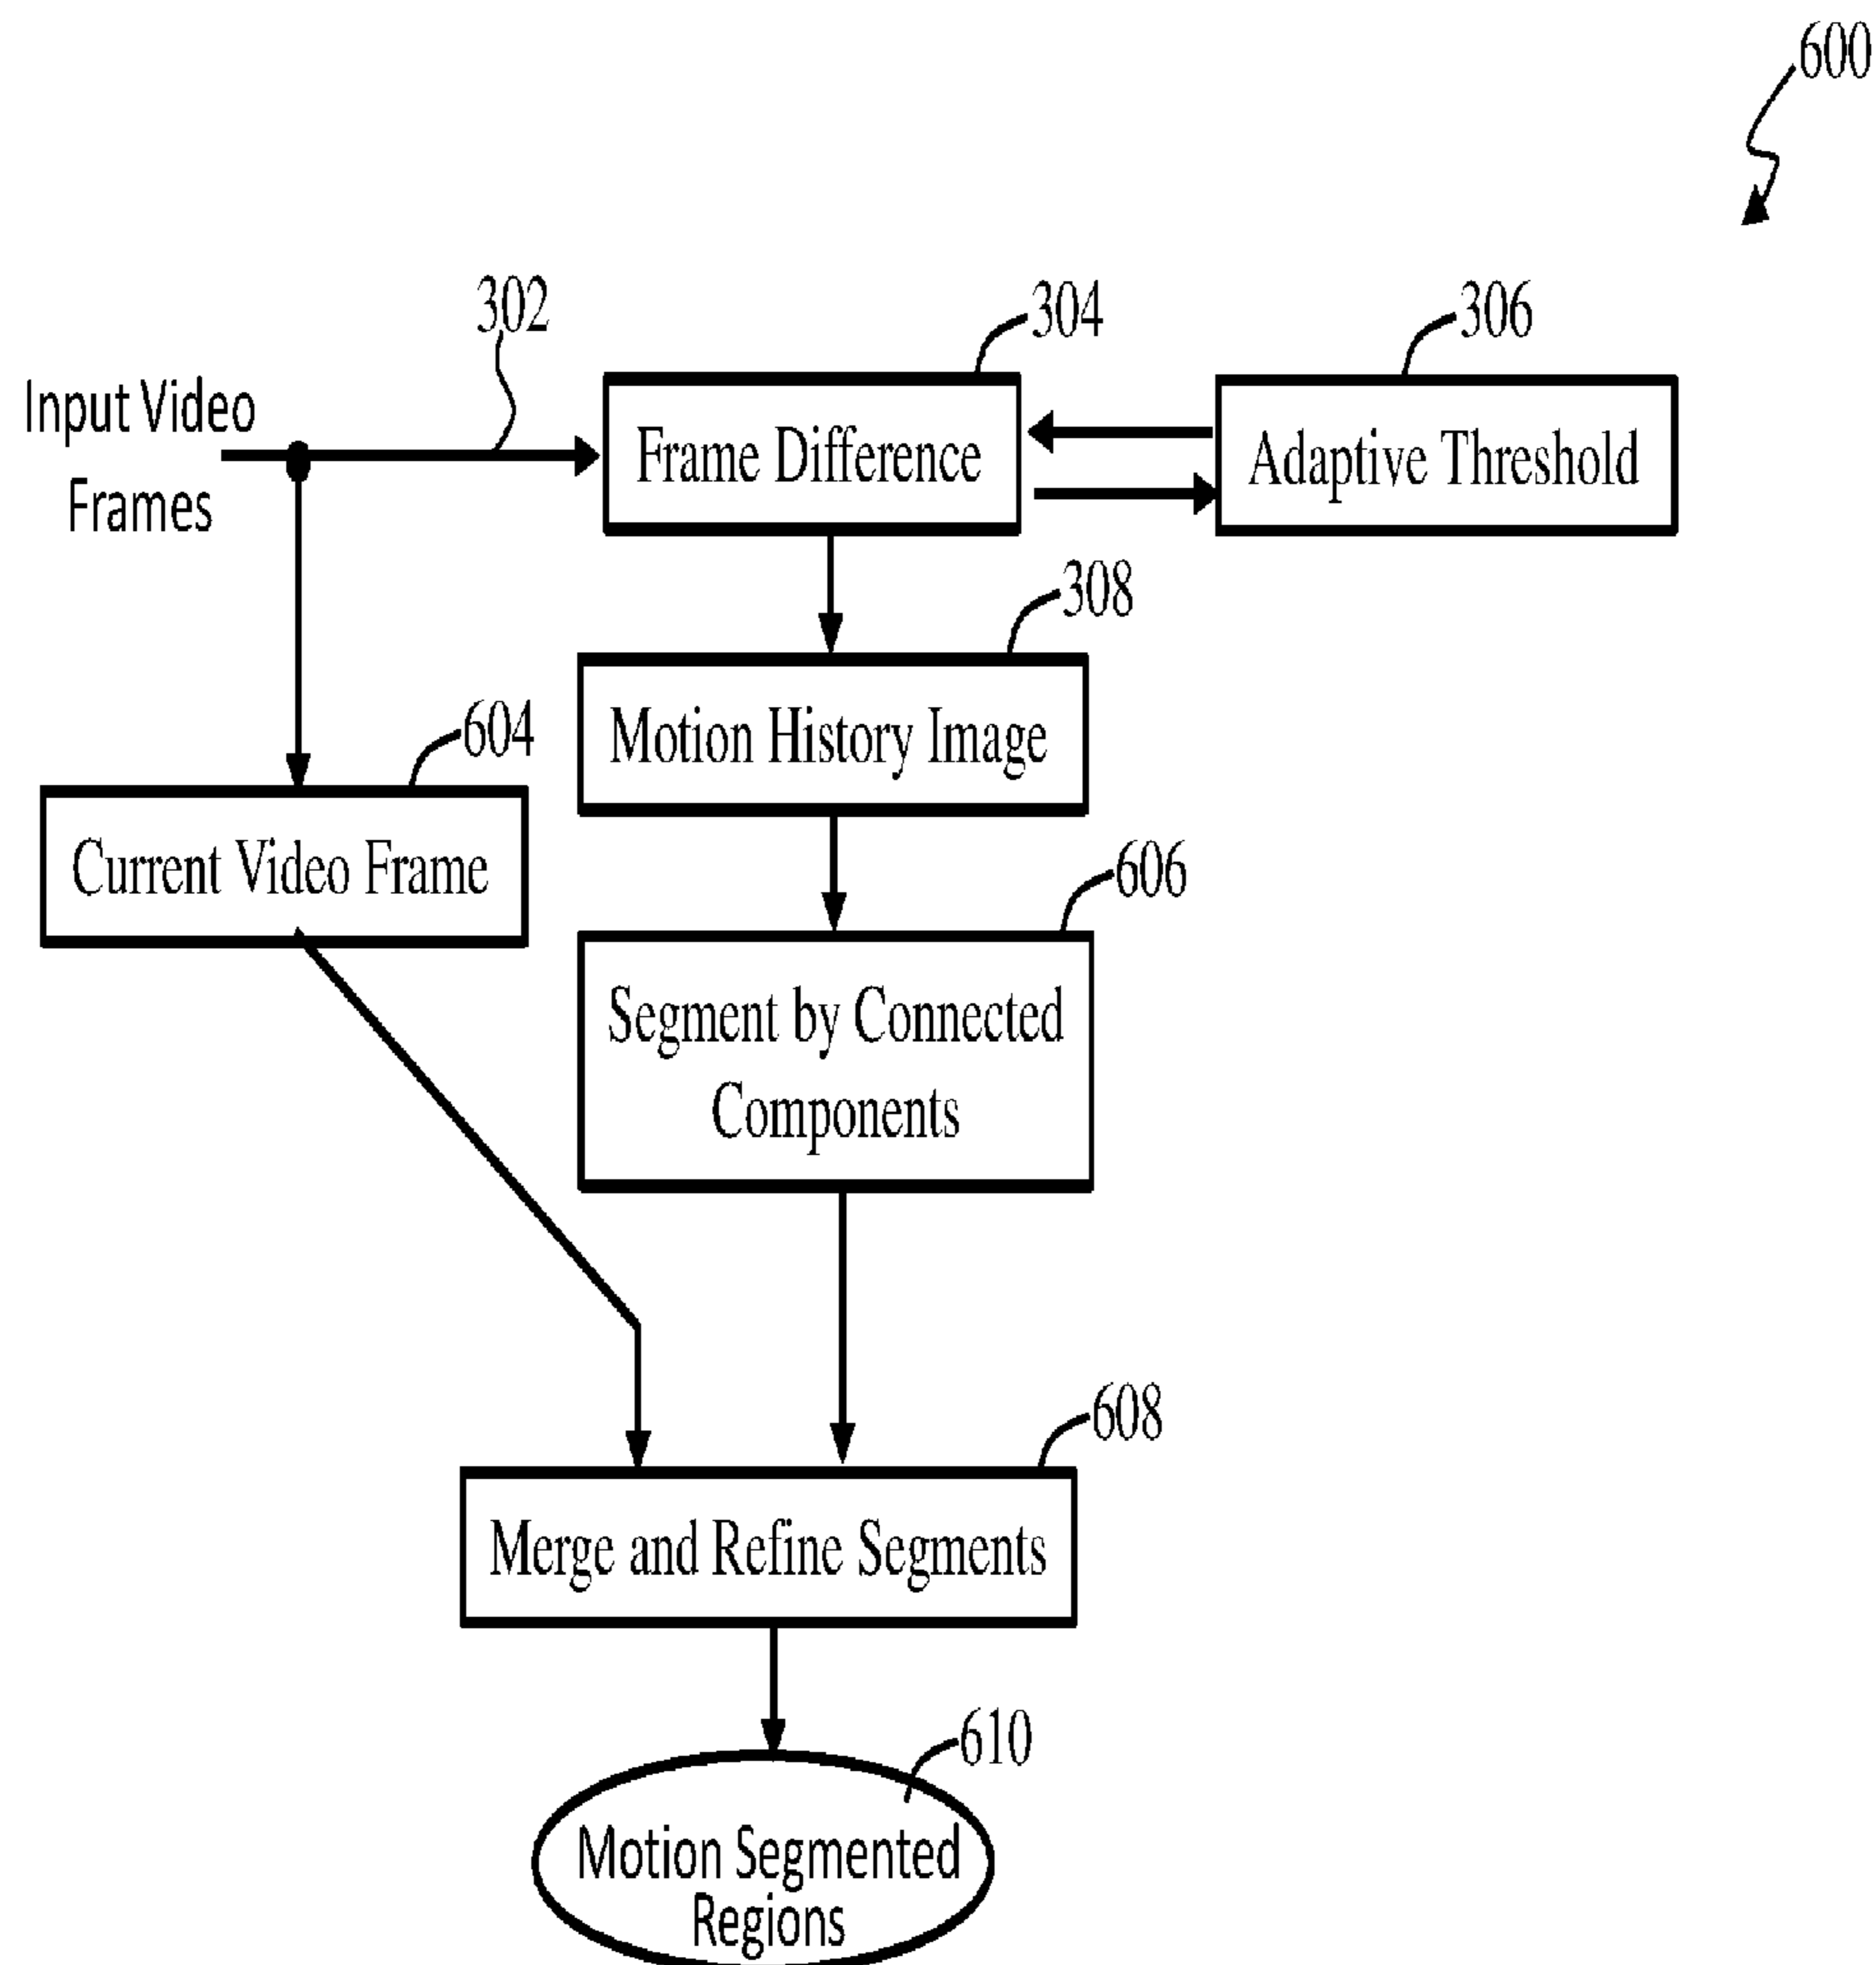 600
302
304
306
Input Video
Frames
Frame Difference
Adaptive Threshold
308
Motion History Image
604
Current Video Frame
606
Segment by Connected
Components
608
Merge and Refine Segments
610
Motion Segmented
Regions